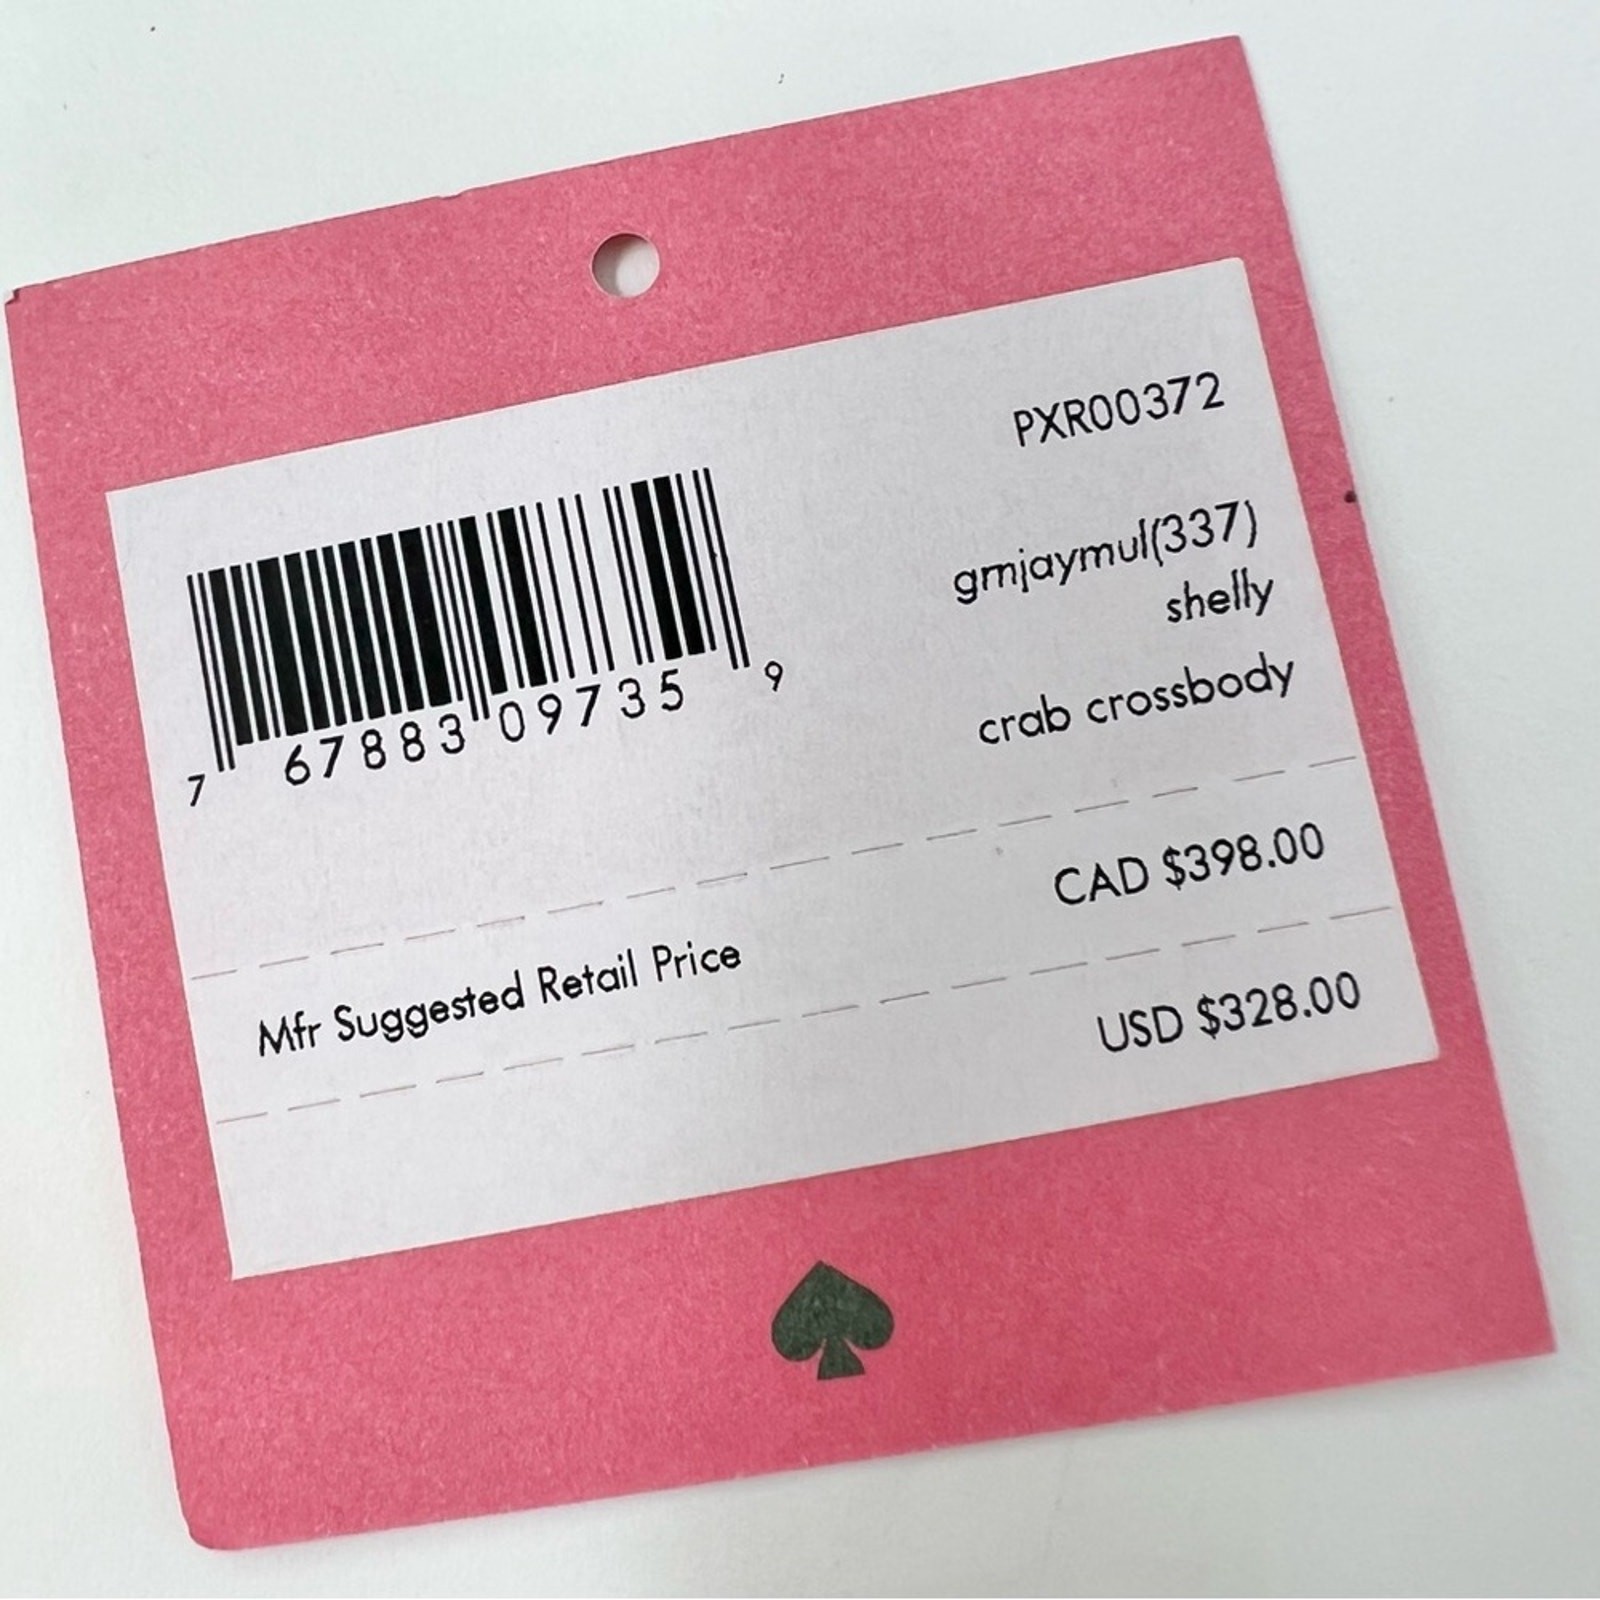 PXR00372
gmjaymul(337)
shelly
crab crossbody
7 67883 09735 9
CAD $398.00
Mfr Suggested Retail Price
USD $328.00